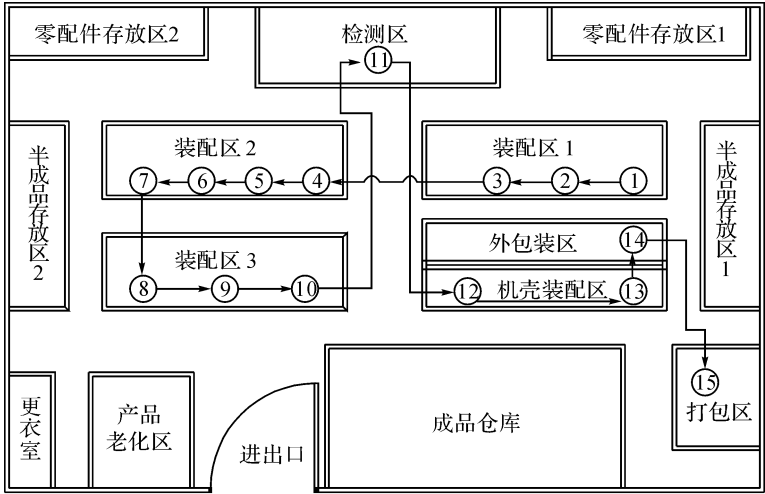 零配件存放区2
检测区
零配件存放区1
11
半成品存放区2
装配区2
装配区1
半成品存放区1
7
6
5
4
3
2
1
外包装区
14
装配区3
8
9
10
12
机壳装配区
13
15
打包区
更衣室
产品
老化区
进出口
成品仓库